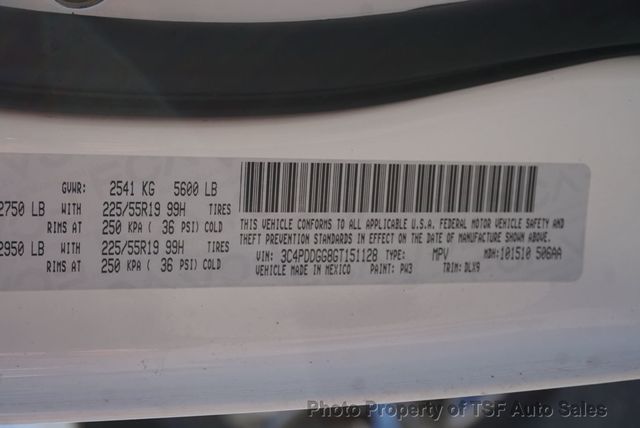 GVWR: 2541 KG 5600 LB
2750 LB WITH 225/55R19 99H TIRES
RIMS AT 250 KPA ( 36 PSI) COLD
2950 LB WITH 225/55R19 99H TIRES
RIMS AT 250 KPA ( 36 PSI) COLD
THIS VEHICLE CONFORMS TO ALL APPLICABLE U.S.A. FEDERAL MOTOR VEHICLE SAFETY AND
THEFT PREVENTION STANDARDS IN EFFECT ON THE DATE OF MANUFACTURE SHOWN ABOVE.
VIN: 3C4PDDGG8GT151128 TYPE: MPV MDH: 101510 506AA
VEHICLE MADE IN MEXICO PAINT: PW3 TRIM: DLX9
Photo Property of TSF Auto Sales